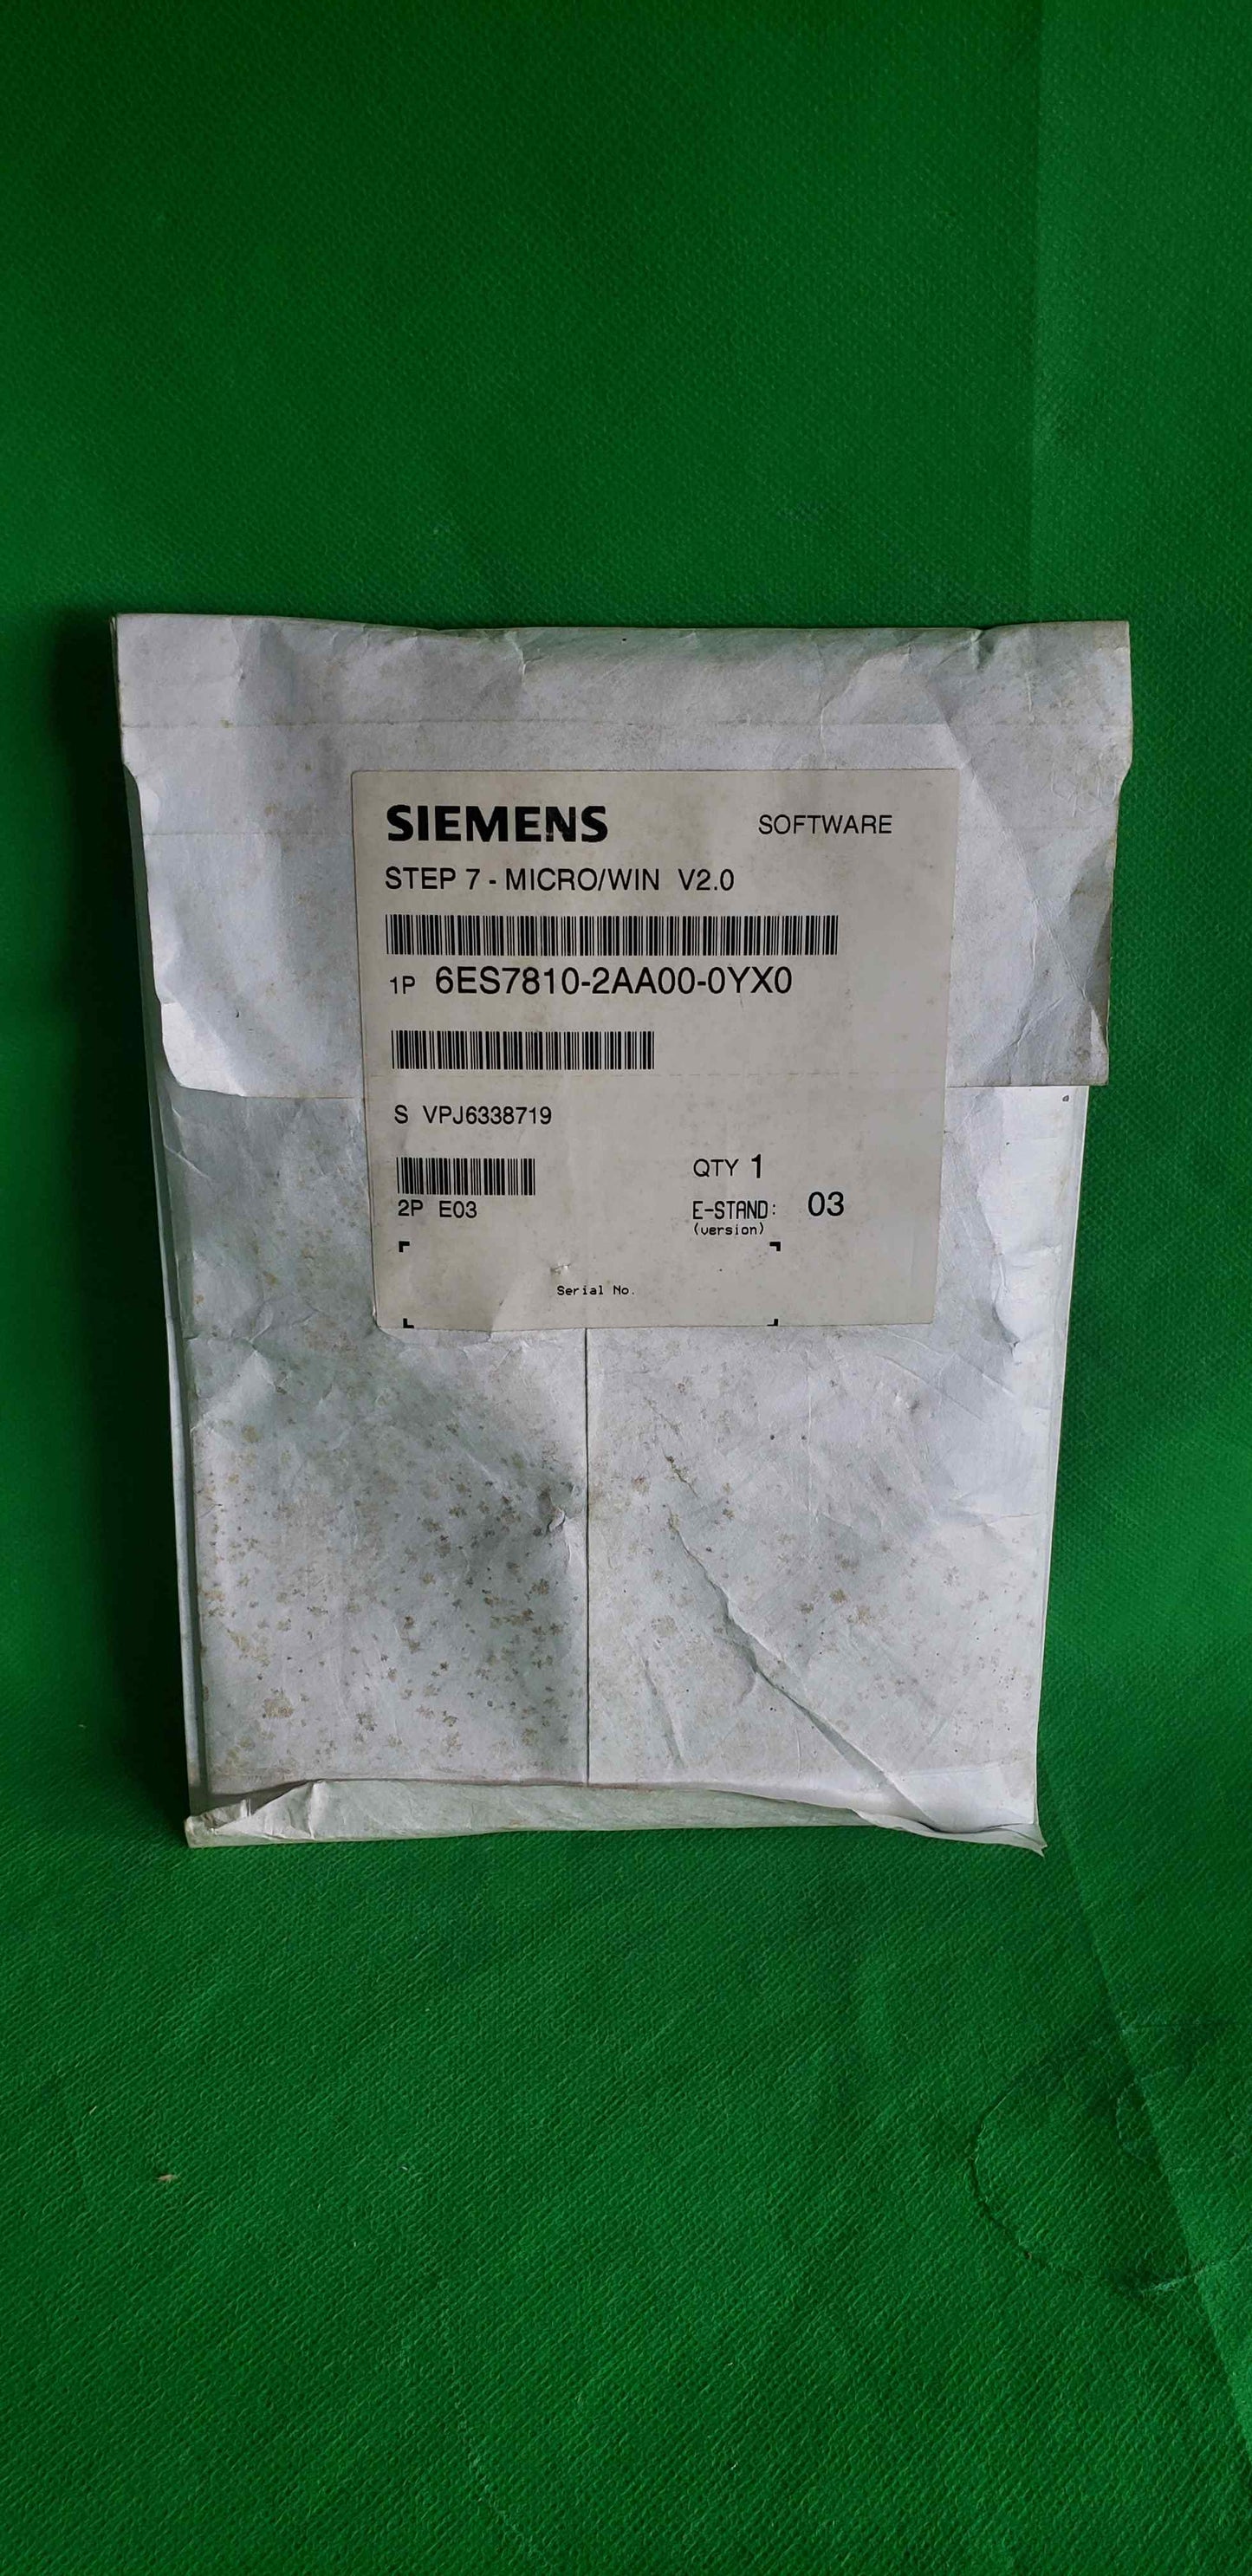 SIEMENS SOFTWARE
STEP 7 - MICRO/WIN V2.0
1P 6ES7810-2AA00-0YX0
S VPJ6338719
QTY 1
2P E03 E-STAND: 03
(version)
Serial No.